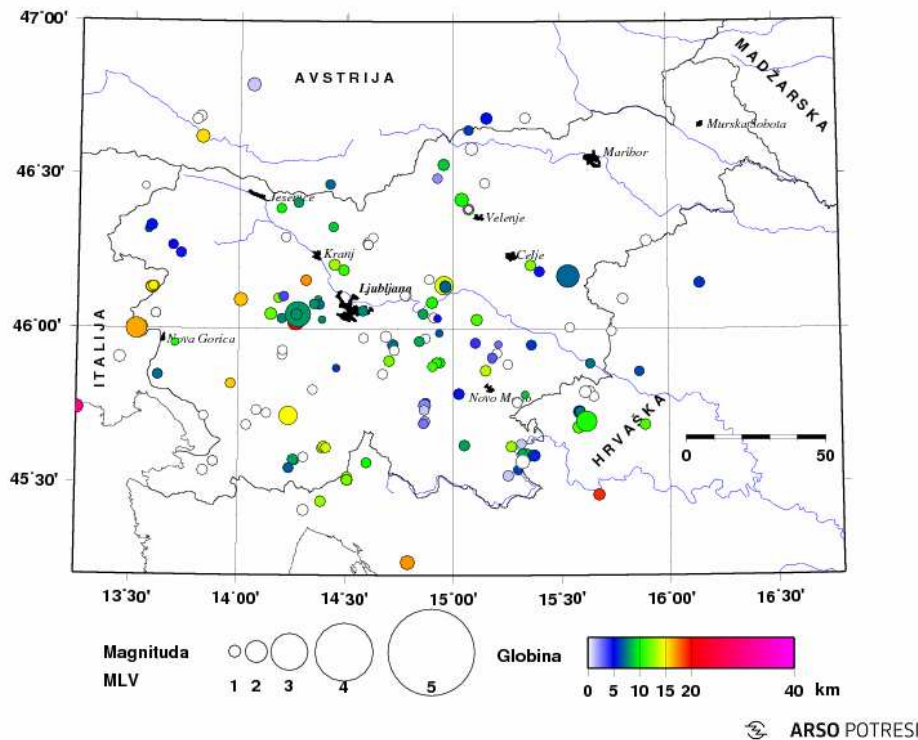 47°00'
AVSTRIJA
MADŽARSKA
Murska Sobota
Maribor
46°30'
Jesenice
Velenje
Kranj
Celje
Ljubljana
46°00'
Nova Gorica
ITALIJA
Novo Mesto
HRVAŠKA
0 50
45°30'
13°30' 14°00' 14°30' 15°00' 15°30' 16°00' 16°30'
Magnituda
MLV
1 2 3 4 5
Globina
0 5 10 15 20 40 km
ARSO POTRESI